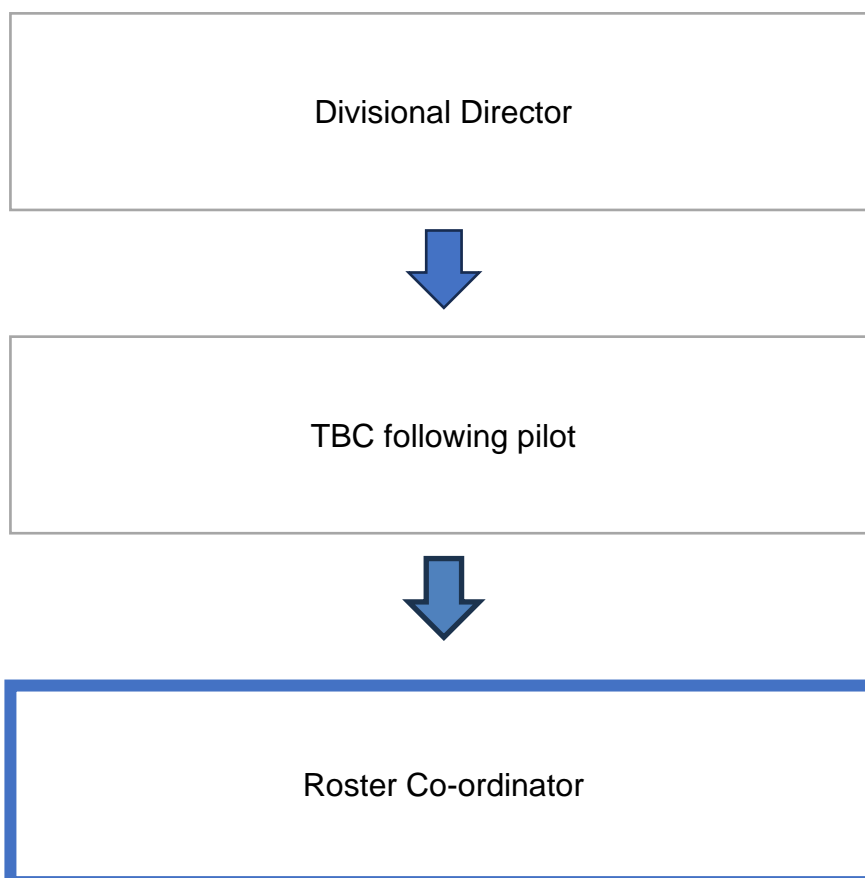 Divisional Director
TBC following pilot
Roster Co-ordinator